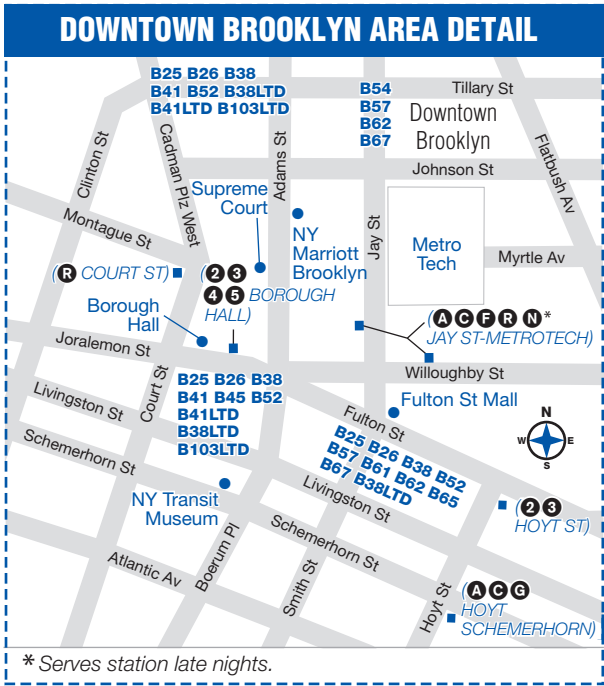 DOWNTOWN BROOKLYN AREA DETAIL
B25 B26 B38
B41 B52 B38LTD
B41LTD B103LTD
B54
B57
B62
B67
Tillary St
Downtown
Brooklyn
Flatbush Av
Clinton St
Cadman Plz West
Adams St
Johnson St
Montague St
Supreme
Court
NY
Marriott
Brooklyn
Jay St
Metro
Tech
Myrtle Av
(R COURT ST)
(2 3
4 5 BOROUGH
HALL)
Borough
Hall
(A C F R N*
JAY ST-METROTECH)
Joralemon St
Willoughby St
Court St
B25 B26 B38
B41 B45 B52
B41LTD
B38LTD
B103LTD
Fulton St Mall
Livingston St
Fulton St
N
W E
S
B25 B26 B38 B52
B57 B61 B62 B65
B67 B38LTD
Schemerhorn St
NY Transit
Museum
Livingston St
(2 3
HOYT ST)
Schemerhorn St
Atlantic Av
Boerum Pl
Smith St
Hoyt St
(A C G
HOYT
SCHEMERHORN)
* Serves station late nights.